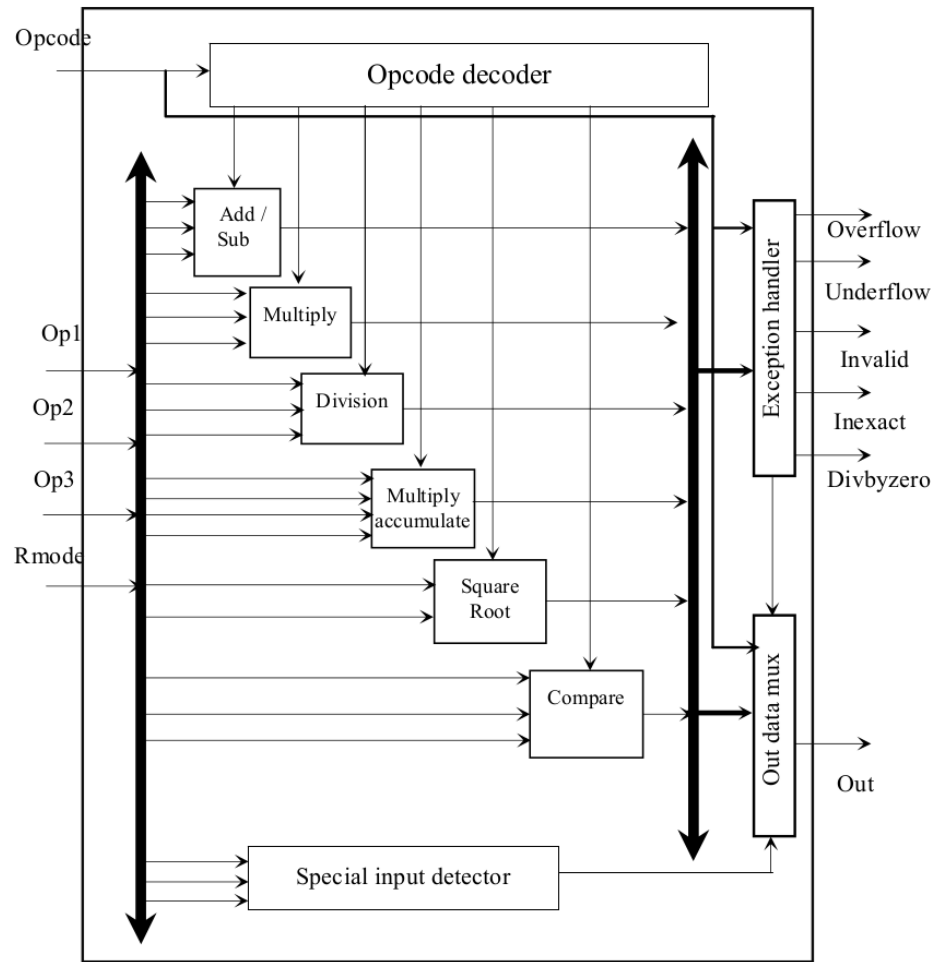 Opcode
Opcode decoder
Add /
Sub
Multiply
Division
Multiply
accumulate
Square
Root
Compare
Special input detector
Op1
Op2
Op3
Rmode
Exception handler
Out data mux
Overflow
Underflow
Invalid
Inexact
Divbyzero
Out